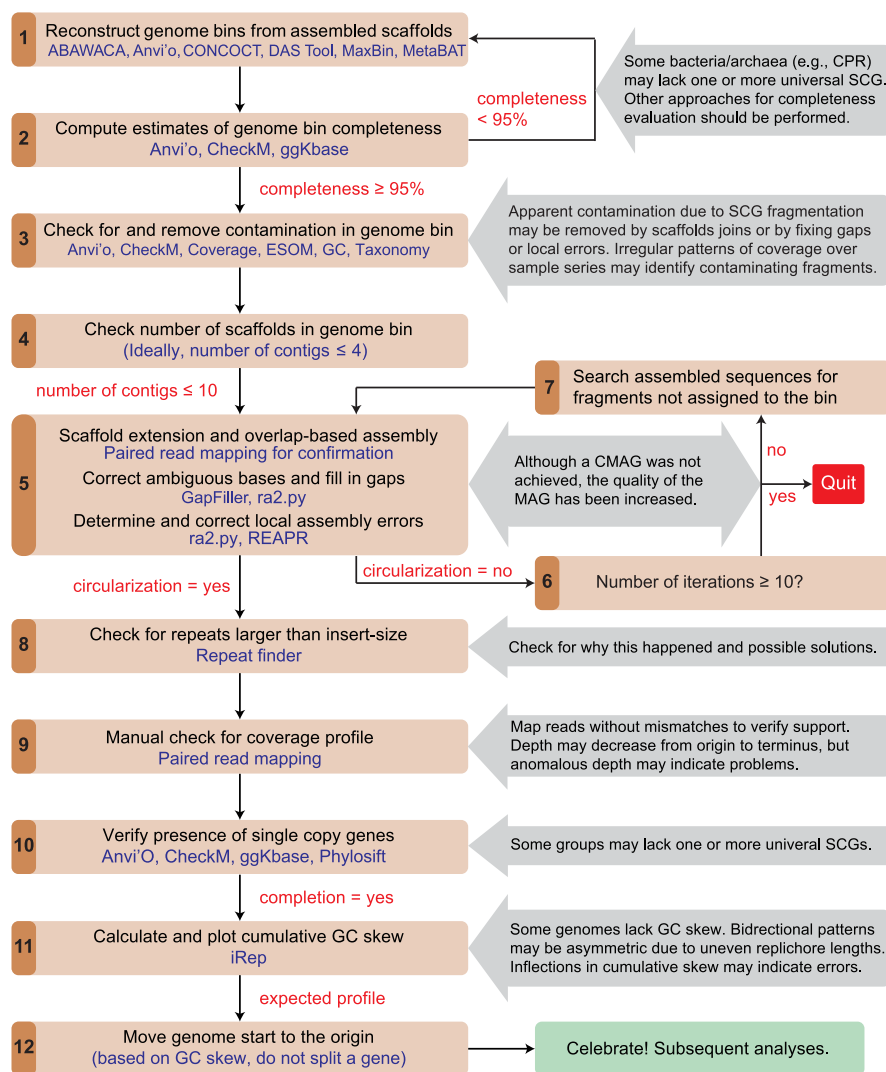 1
Reconstruct genome bins from assembled scaffolds
ABAWACA, Anvi'o, CONCOCT, DAS Tool, MaxBin, MetaBAT
completeness
< 95%
Some bacteria/archaea (e.g., CPR)
may lack one or more universal SCG.
Other approaches for completeness
evaluation should be performed.
2
Compute estimates of genome bin completeness
Anvi'o, CheckM, ggKbase
completeness ≥ 95%
3
Check for and remove contamination in genome bin
Anvi'o, CheckM, Coverage, ESOM, GC, Taxonomy
Apparent contamination due to SCG fragmentation
may be removed by scaffolds joins or by fixing gaps
or local errors. Irregular patterns of coverage over
sample series may identify contaminating fragments.
4
Check number of scaffolds in genome bin
(Ideally, number of contigs ≤ 4)
number of contigs ≤ 10
7
Search assembled sequences for
fragments not assigned to the bin
5
Scaffold extension and overlap-based assembly
Paired read mapping for confirmation
Correct ambiguous bases and fill in gaps
GapFiller, ra2.py
Determine and correct local assembly errors
ra2.py, REAPR
Although a CMAG was not
achieved, the quality of the
MAG has been increased.
no
yes
Quit
circularization = yes
circularization = no
6
Number of iterations ≥ 10?
8
Check for repeats larger than insert-size
Repeat finder
Check for why this happened and possible solutions.
9
Manual check for coverage profile
Paired read mapping
Map reads without mismatches to verify support.
Depth may decrease from origin to terminus, but
anomalous depth may indicate problems.
10
Verify presence of single copy genes
Anvi'O, CheckM, ggKbase, Phylosift
Some groups may lack one or more univeral SCGs.
completion = yes
11
Calculate and plot cumulative GC skew
iRep
Some genomes lack GC skew. Bidrectional patterns
may be asymmetric due to uneven replichore lengths.
Inflections in cumulative skew may indicate errors.
expected profile
12
Move genome start to the origin
(based on GC skew, do not split a gene)
Celebrate! Subsequent analyses.